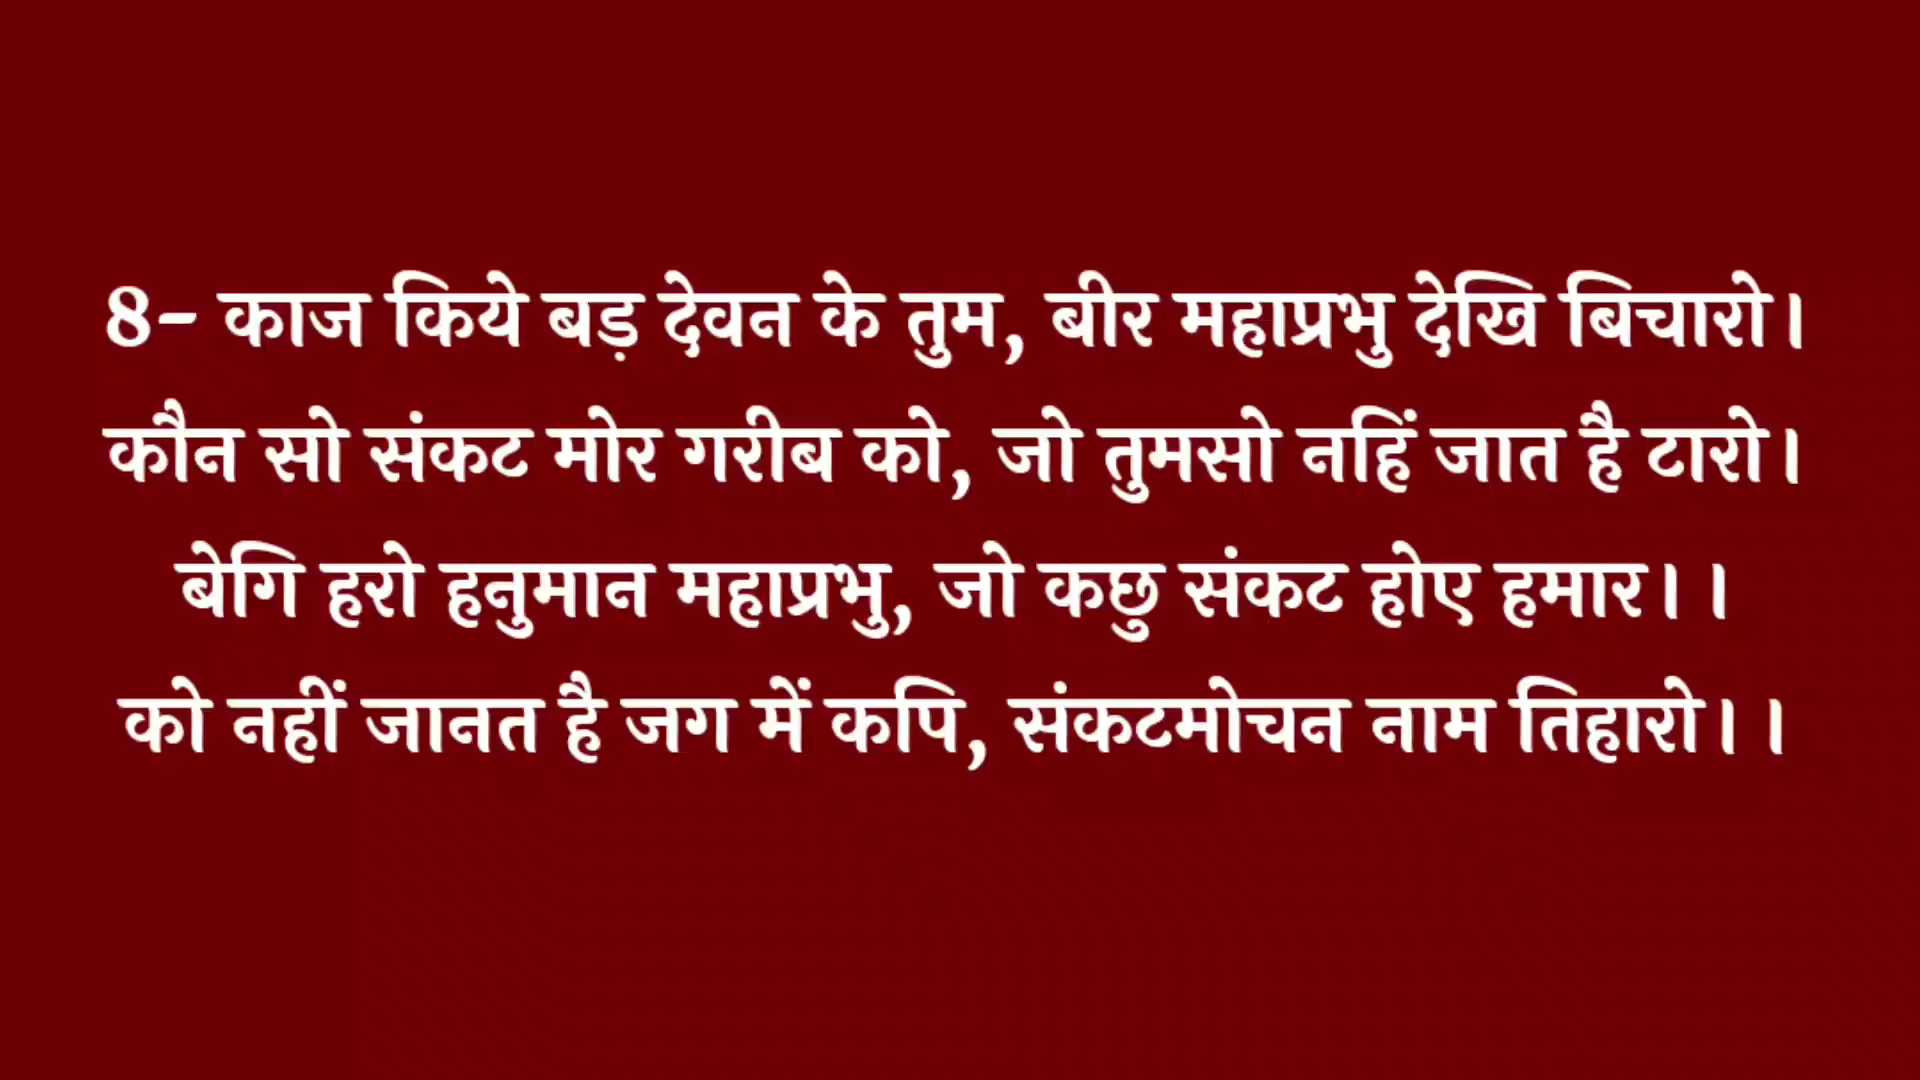 8- काज किये बड़ देवन के तुम, बीर महाप्रभु देखि बिचारो।
कौन सो संकट मोर गरीब को, जो तुमसो नहिं जात है टारो।
बेगि हरो हनुमान महाप्रभु, जो कछु संकट होए हमार।।
को नहीं जानत है जग में कपि, संकटमोचन नाम तिहारो।।